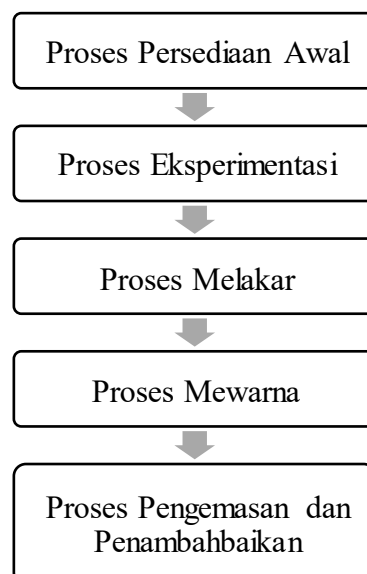 Proses Persediaan Awal
Proses Eksperimentasi
Proses Melakar
Proses Mewarna
Proses Pengemasan dan
Penambahbaikan